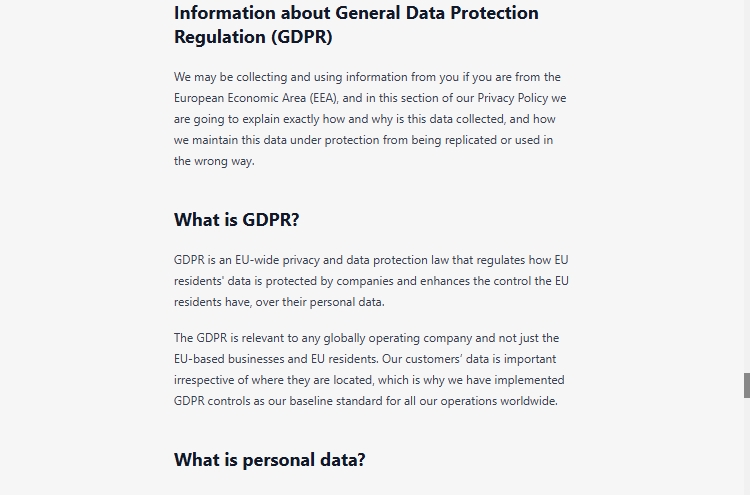 Information about General Data Protection
Regulation (GDPR)
We may be collecting and using information from you if you are from the
European Economic Area (EEA), and in this section of our Privacy Policy we
are going to explain exactly how and why is this data collected, and how
we maintain this data under protection from being replicated or used in
the wrong way.
What is GDPR?
GDPR is an EU-wide privacy and data protection law that regulates how EU
residents' data is protected by companies and enhances the control the EU
residents have, over their personal data.
The GDPR is relevant to any globally operating company and not just the
EU-based businesses and EU residents. Our customers’ data is important
irrespective of where they are located, which is why we have implemented
GDPR controls as our baseline standard for all our operations worldwide.
What is personal data?